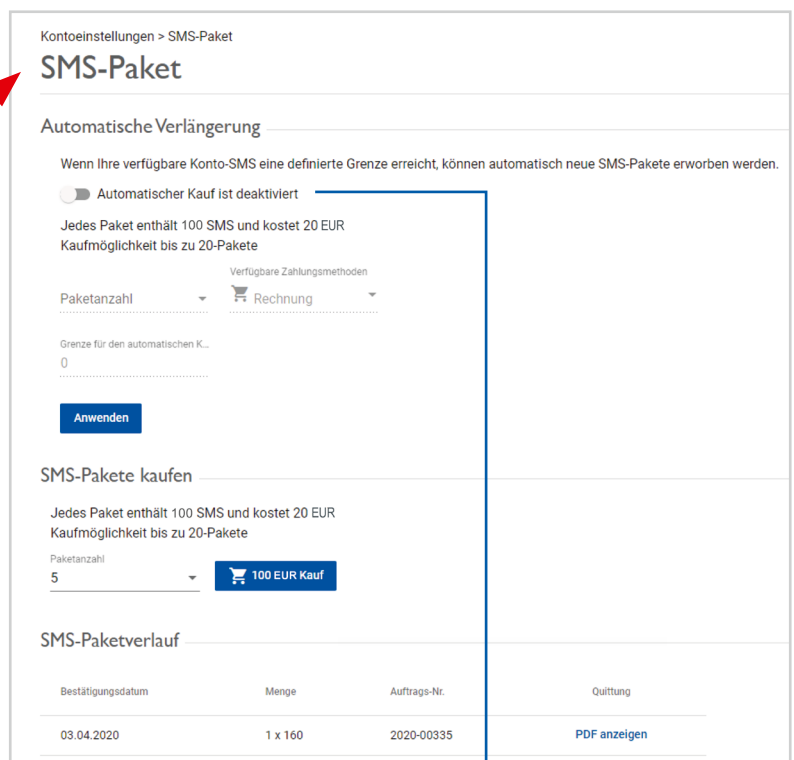 Kontoeinstellungen > SMS-Paket
SMS-Paket
Automatische Verlängerung
Wenn Ihre verfügbare Konto-SMS eine definierte Grenze erreicht, können automatisch neue SMS-Pakete erworben werden.
Automatischer Kauf ist deaktiviert
Jedes Paket enthält 100 SMS und kostet 20 EUR
Kaufmöglichkeit bis zu 20-Pakete
Verfügbare Zahlungsmethoden
Paketanzahl Rechnung
Grenze für den automatischen K...
0
Anwenden
SMS-Pakete kaufen
Jedes Paket enthält 100 SMS und kostet 20 EUR
Kaufmöglichkeit bis zu 20-Pakete
Paketanzahl
5 100 EUR Kauf
SMS-Paketverlauf
Bestätigungsdatum Menge Auftrags-Nr. Quittung
03.04.2020 1 x 160 2020-00335 PDF anzeigen